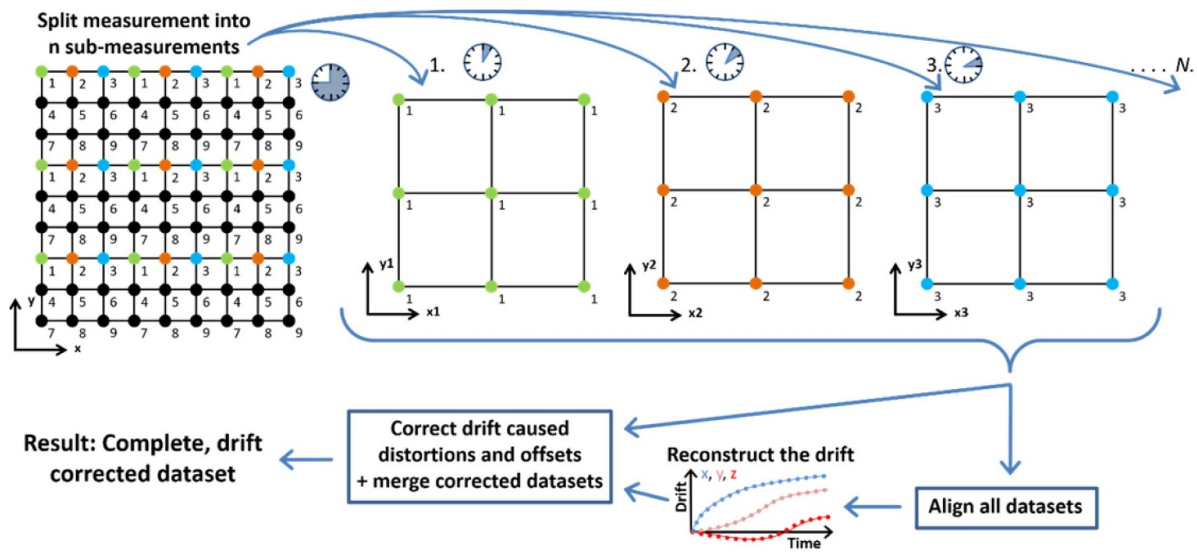 Split measurement into
n sub-measurements
1.
2.
3.
. . . . N.
1 2 3 1 2 3 1 2 3
4 5 6 4 5 6 4 5 6
7 8 9 7 8 9 7 8 9
1 2 3 1 2 3 1 2 3
4 5 6 4 5 6 4 5 6
7 8 9 7 8 9 7 8 9
1 2 3 1 2 3 1 2 3
4 5 6 4 5 6 4 5 6
7 8 9 7 8 9 7 8 9
y
x
1 1 1
1 1 1
1 1 1
y1
x1
2 2 2
2 2 2
2 2 2
y2
x2
3 3 3
3 3 3
3 3 3
y3
x3
Result: Complete, drift
corrected dataset
Correct drift caused
distortions and offsets
+ merge corrected datasets
Reconstruct the drift
x, y, z
Drift
Time
Align all datasets